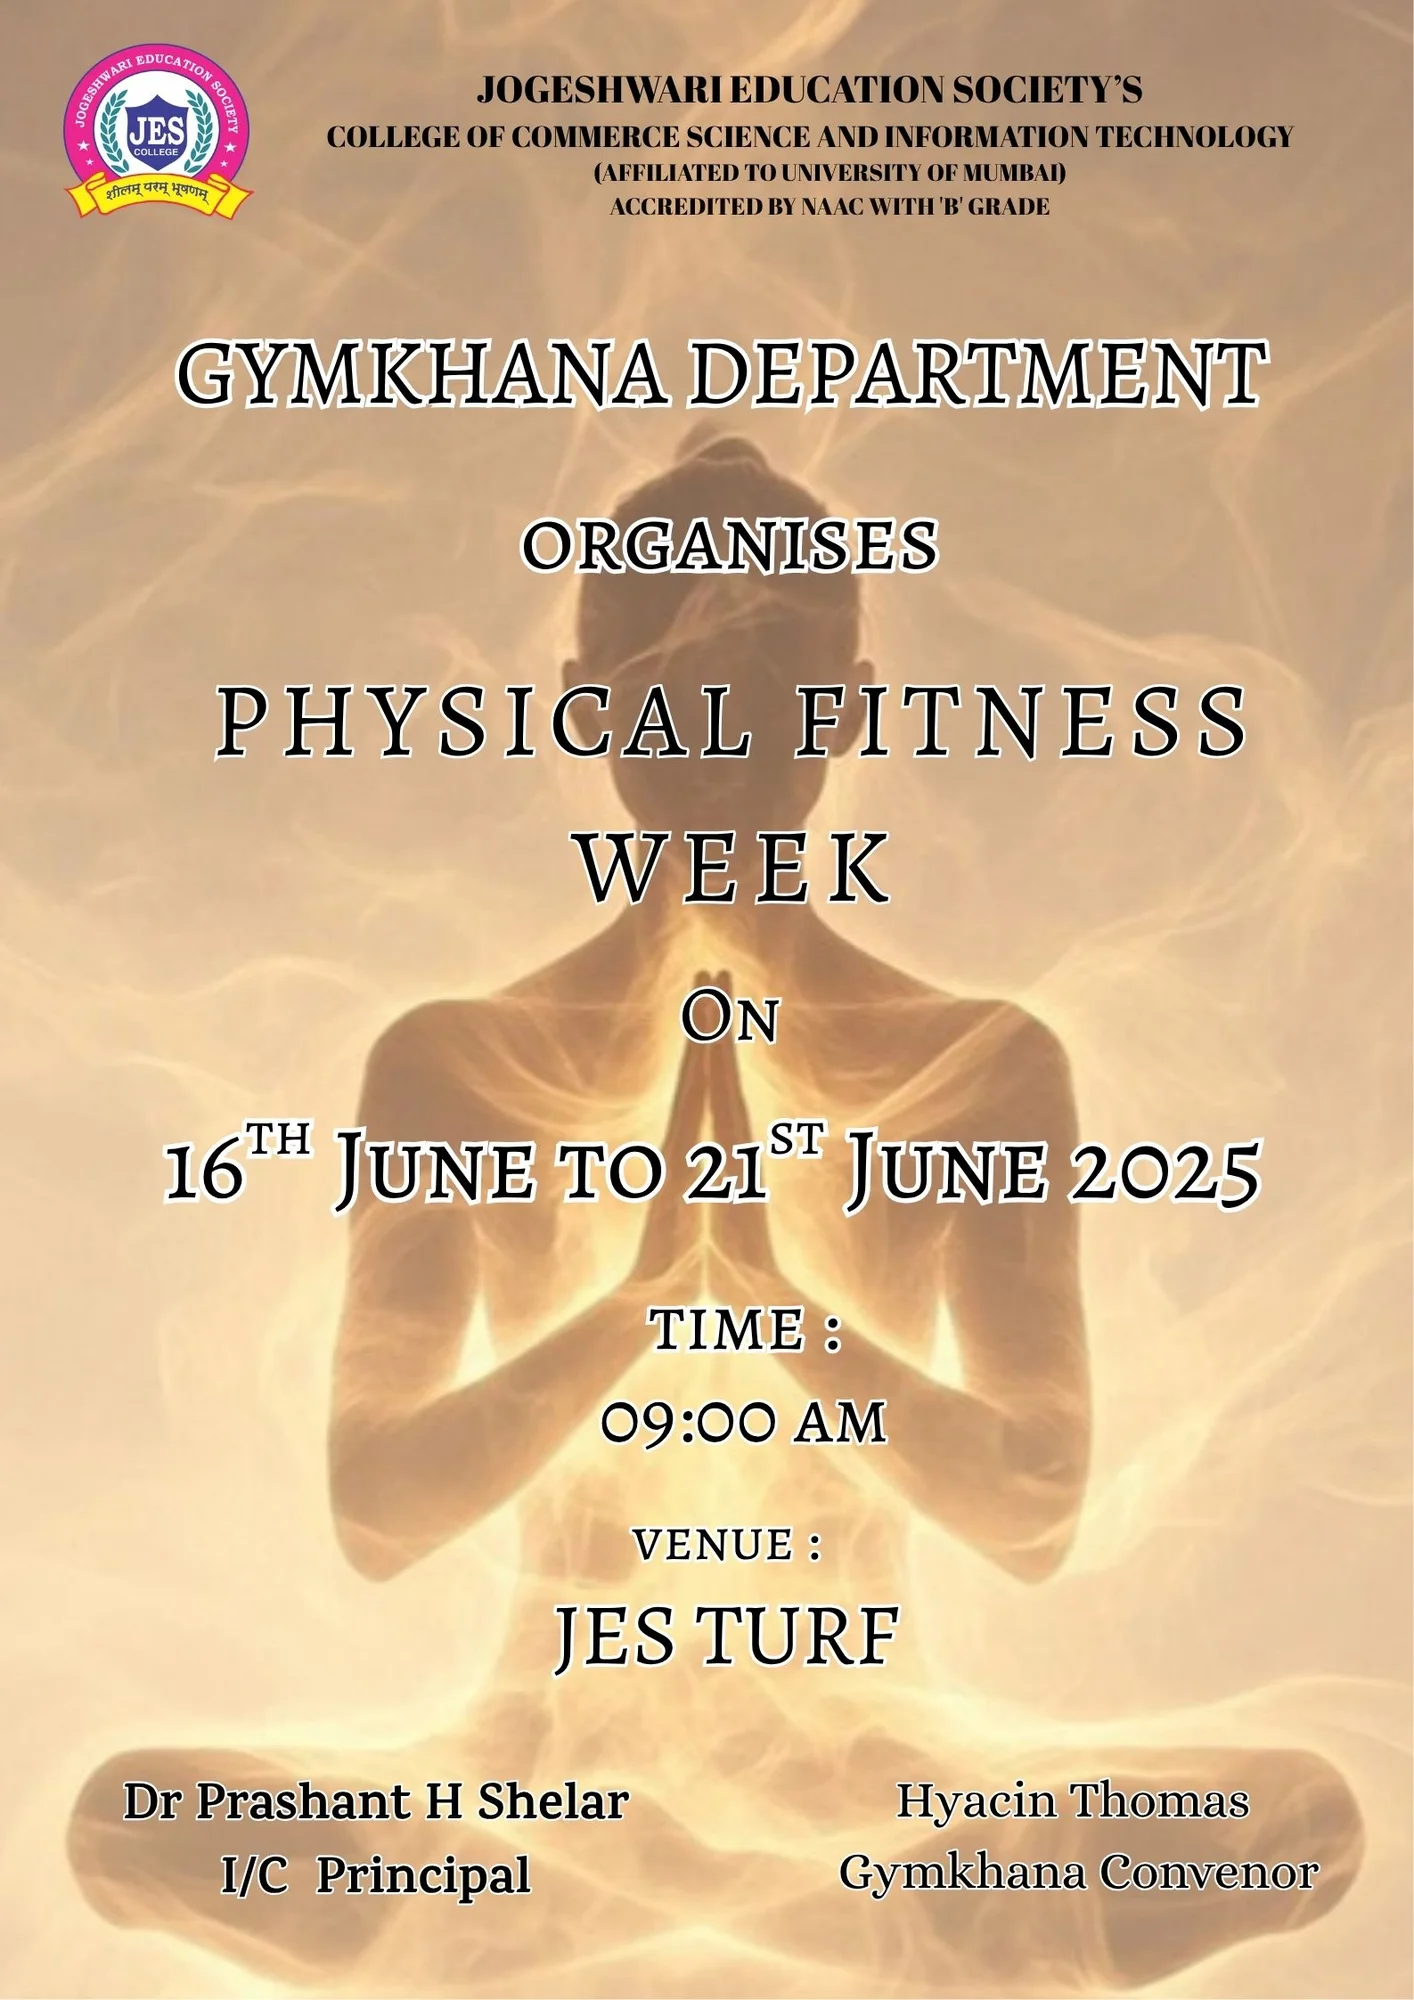 JOGESHWARI EDUCATION SOCIETY
JES
COLLEGE
शीलम् परम् भूषणम्
JOGESHWARI EDUCATION SOCIETY’S
COLLEGE OF COMMERCE SCIENCE AND INFORMATION TECHNOLOGY
(AFFILIATED TO UNIVERSITY OF MUMBAI)
ACCREDITED BY NAAC WITH 'B' GRADE
GYMKHANA DEPARTMENT
ORGANISES
PHYSICAL FITNESS
WEEK
ON
16TH JUNE TO 21ST JUNE 2025
TIME :
09:00 AM
VENUE :
JES TURF
Dr Prashant H Shelar
I/C Principal
Hyacin Thomas
Gymkhana Convenor